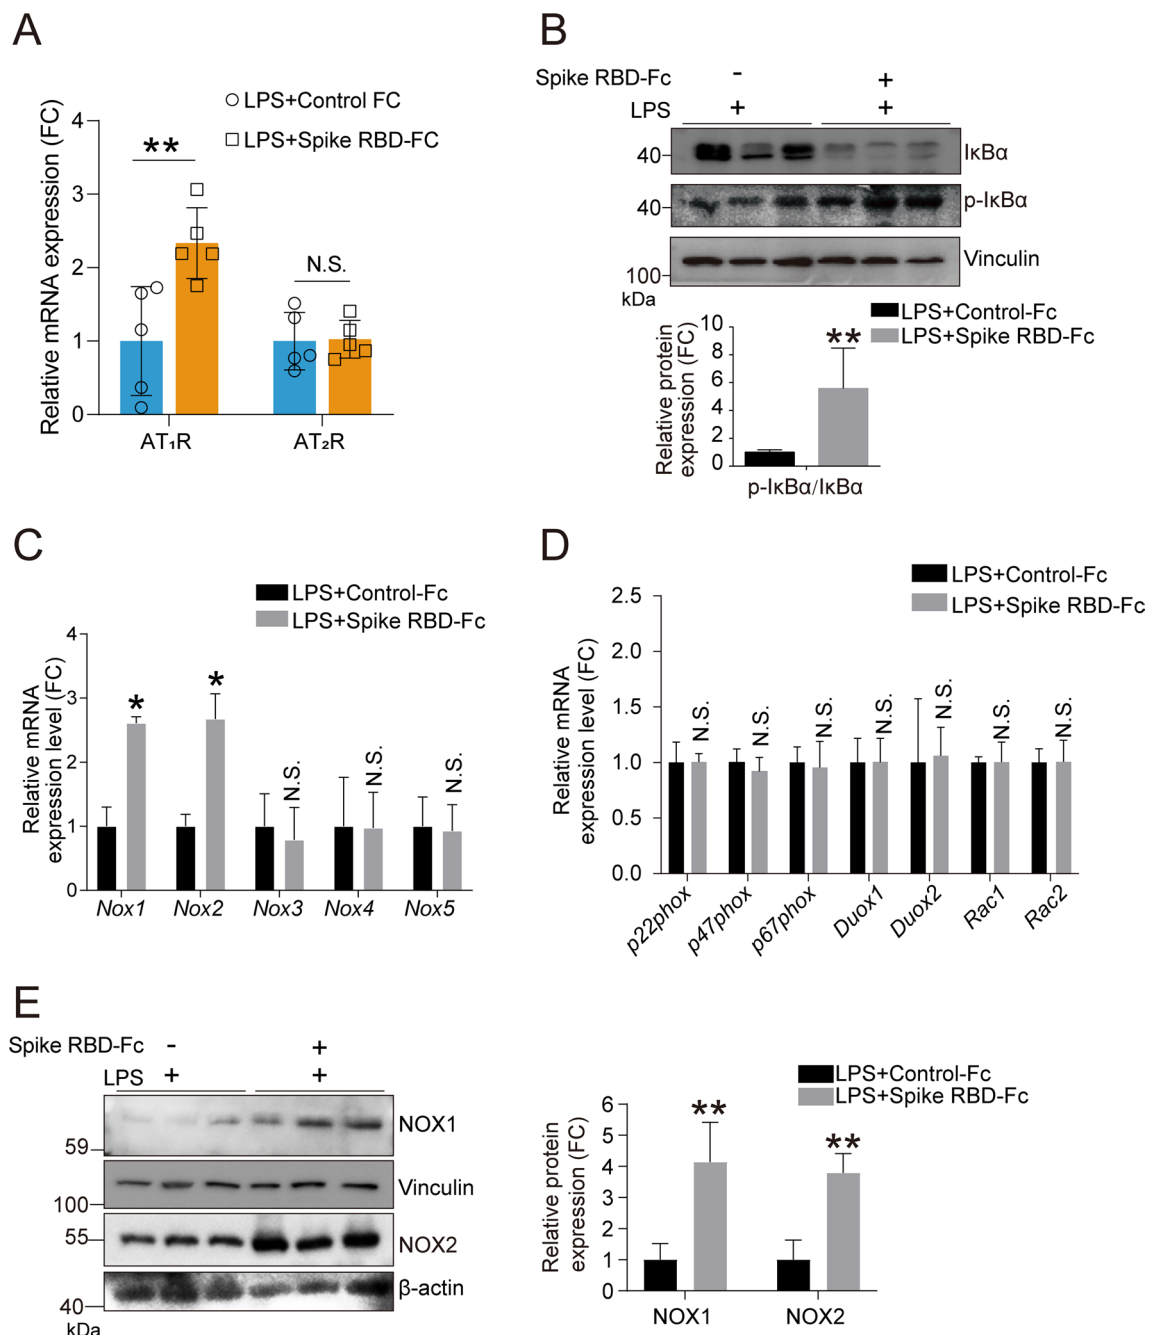 A
LPS+Control FC
LPS+Spike RBD-FC
Relative mRNA expression (FC)
4
3
2
1
0
**
N.S.
AT₁R
AT₂R
B
Spike RBD-Fc - +
LPS + +
40 IκBα
40 p-IκBα
100 Vinculin
kDa
LPS+Control-Fc
LPS+Spike RBD-Fc
Relative protein
expression (FC)
10
8
6
4
2
0
**
p-IκBα/IκBα
C
LPS+Control-Fc
LPS+Spike RBD-Fc
Relative mRNA
expression level (FC)
4
3
2
1
0
* * N.S. N.S. N.S.
Nox1 Nox2 Nox3 Nox4 Nox5
D
LPS+Control-Fc
LPS+Spike RBD-Fc
Relative mRNA
expression level (FC)
2.5
2.0
1.5
1.0
0.5
0.0
N.S. N.S. N.S. N.S. N.S. N.S. N.S.
p22phox p47phox p67phox Duox1 Duox2 Rac1 Rac2
E
Spike RBD-Fc - +
LPS + +
59 NOX1
100 Vinculin
55 NOX2
40 β-actin
kDa
LPS+Control-Fc
LPS+Spike RBD-Fc
Relative protein
expression (FC)
6
5
4
3
2
1
0
** **
NOX1 NOX2